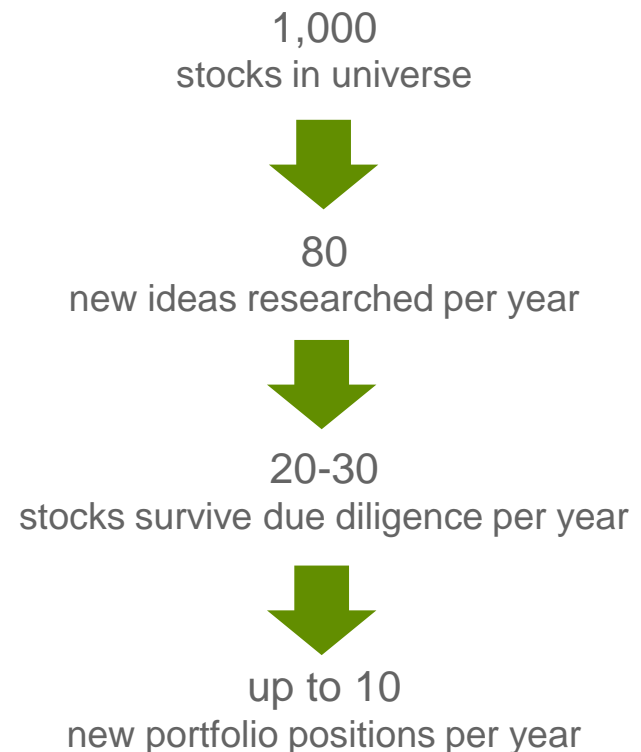 1,000
stocks in universe
80
new ideas researched per year
20-30
stocks survive due diligence per year
up to 10
new portfolio positions per year